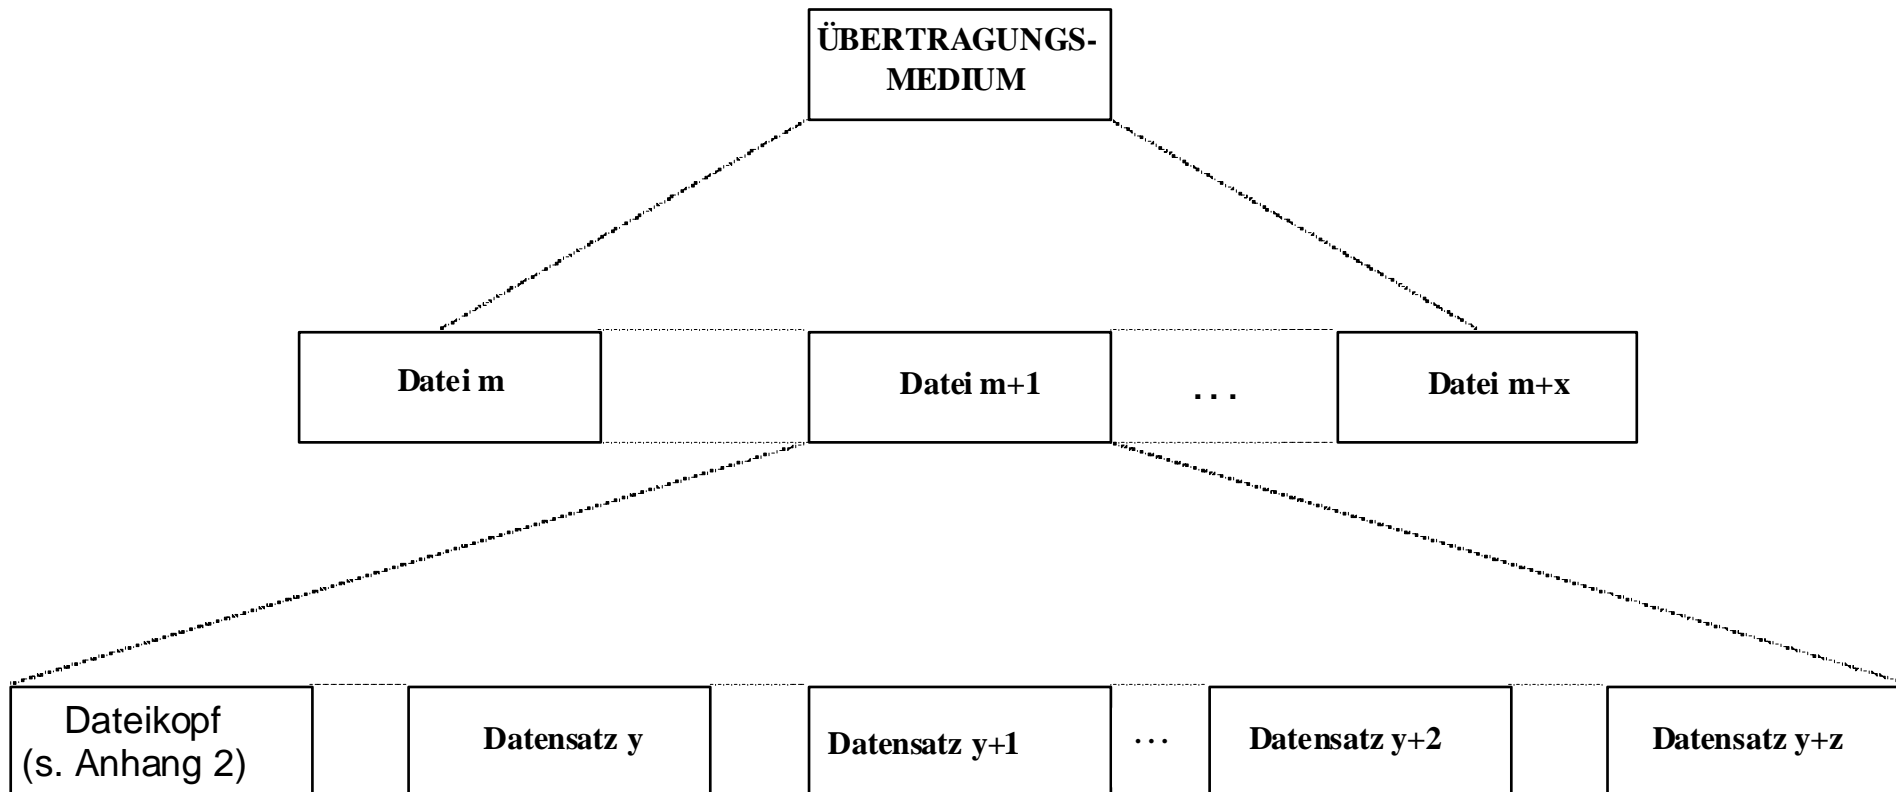 ÜBERTRAGUNGS-
MEDIUM
Datei m
Datei m+1
...
Datei m+x
Dateikopf
(s. Anhang 2)
Datensatz y
Datensatz y+1
...
Datensatz y+2
Datensatz y+z